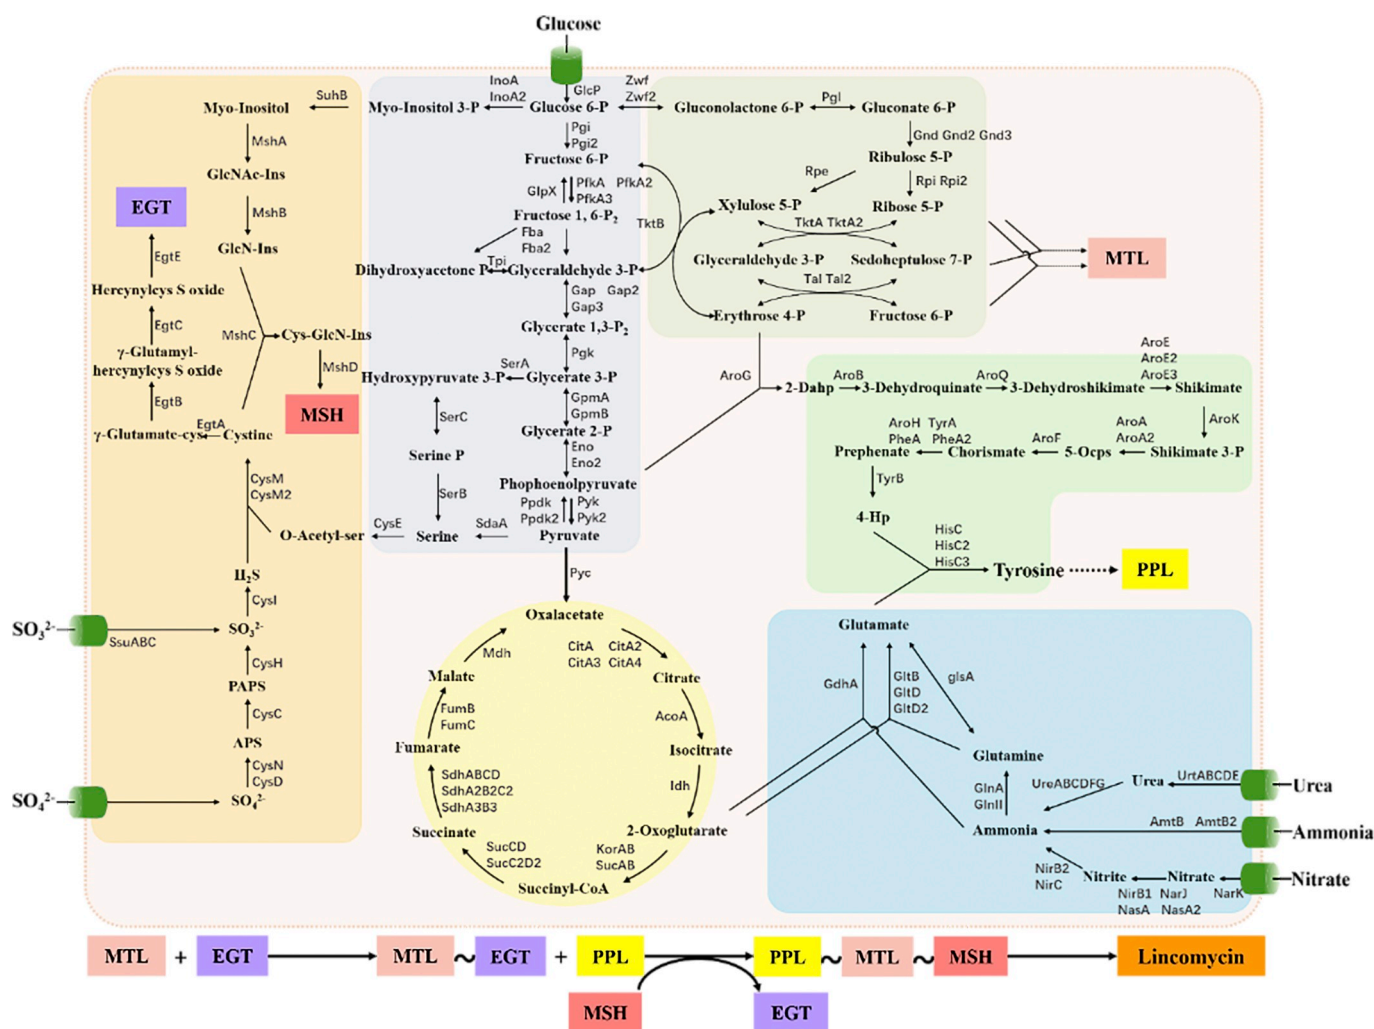 Glucose
GlcP
Myo-Inositol
SuhB
Myo-Inositol 3-P
InoA
InoA2
Glucose 6-P
Zwf
Zwf2
Gluconolactone 6-P
Pgl
Gluconate 6-P
MshA
GlcNAc-Ins
MshB
GlcN-Ins
MshC
Cys-GlcN-Ins
MshD
MSH
EGT
EgtE
Hercynylcys S oxide
EgtC
γ-Glutamyl-
hercynylcys S oxide
EgtB
γ-Glutamate-cys
EgtA
Cystine
CysM
CysM2
O-Acetyl-ser
CysE
H₂S
CysI
SO₃²⁻
SsuABC
SO₃²⁻
CysH
PAPS
CysC
APS
CysN
CysD
SO₄²⁻
SO₄²⁻
Pgi
Pgi2
Fructose 6-P
GlpX
PfkA PfkA2
PfkA3
Fructose 1, 6-P₂
Fba
Fba2
Dihydroxyacetone P
Tpi
Glyceraldehyde 3-P
TktB
Gap Gap2
Gap3
Glycerate 1,3-P₂
Pgk
Hydroxypyruvate 3-P
SerA
Glycerate 3-P
SerC
GpmA
GpmB
Glycerate 2-P
Serine P
Eno
Eno2
Phophoenolpyruvate
SerB
Ppdk
Ppdk2
Pyk
Pyk2
Serine
SdaA
Pyruvate
Pyc
Gnd Gnd2 Gnd3
Ribulose 5-P
Rpe
Rpi Rpi2
Xylulose 5-P
Ribose 5-P
TktA TktA2
Glyceraldehyde 3-P
Sedoheptulose 7-P
Tal Tal2
Erythrose 4-P
Fructose 6-P
MTL
AroG
2-Dahp
AroB
3-Dehydroquinate
AroQ
3-Dehydroshikimate
AroE
AroE2
AroE3
Shikimate
AroK
Shikimate 3-P
AroA
AroA2
5-Ocps
AroF
Chorismate
AroH TyrA
PheA PheA2
Prephenate
TyrB
4-Hp
HisC
HisC2
HisC3
Tyrosine
PPL
Oxalacetate
CitA CitA2
CitA3 CitA4
Citrate
AcoA
Isocitrate
Idh
2-Oxoglutarate
KorAB
SucAB
Succinyl-CoA
SucCD
SucC2D2
Succinate
SdhABCD
SdhA2B2C2
SdhA3B3
Fumarate
FumB
FumC
Malate
Mdh
Glutamate
GdhA
GltB
GltD
GltD2
glsA
Glutamine
GlnA
GlnII
Ammonia
UreABCDFG
Urea
UrtABCDE
Urea
AmtB AmtB2
Ammonia
NirB2
NirC
Nitrite
NirB1 NarJ
NasA NasA2
Nitrate
NarK
Nitrate
MTL + EGT MTL ~ EGT + PPL PPL ~ MTL ~ MSH Lincomycin
MSH EGT